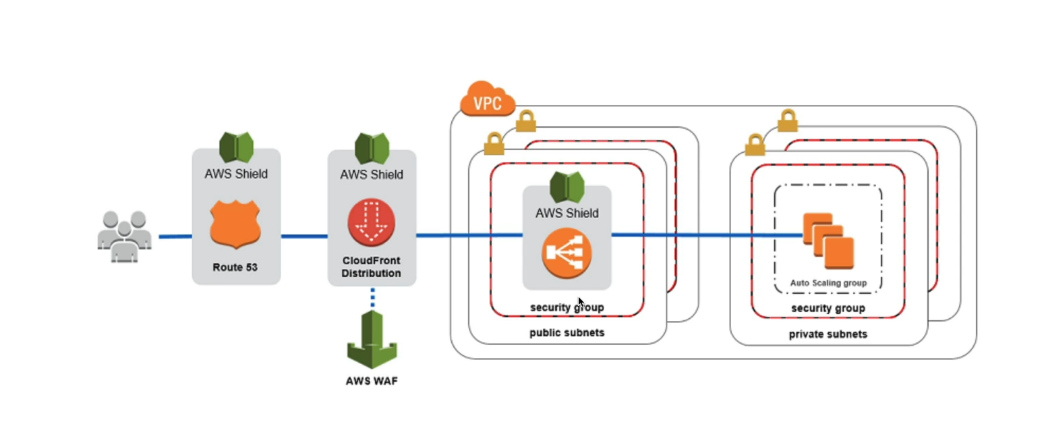 VPC
AWS Shield
Route 53
AWS Shield
CloudFront
Distribution
AWS WAF
AWS Shield
security group
public subnets
Auto Scaling group
security group
private subnets